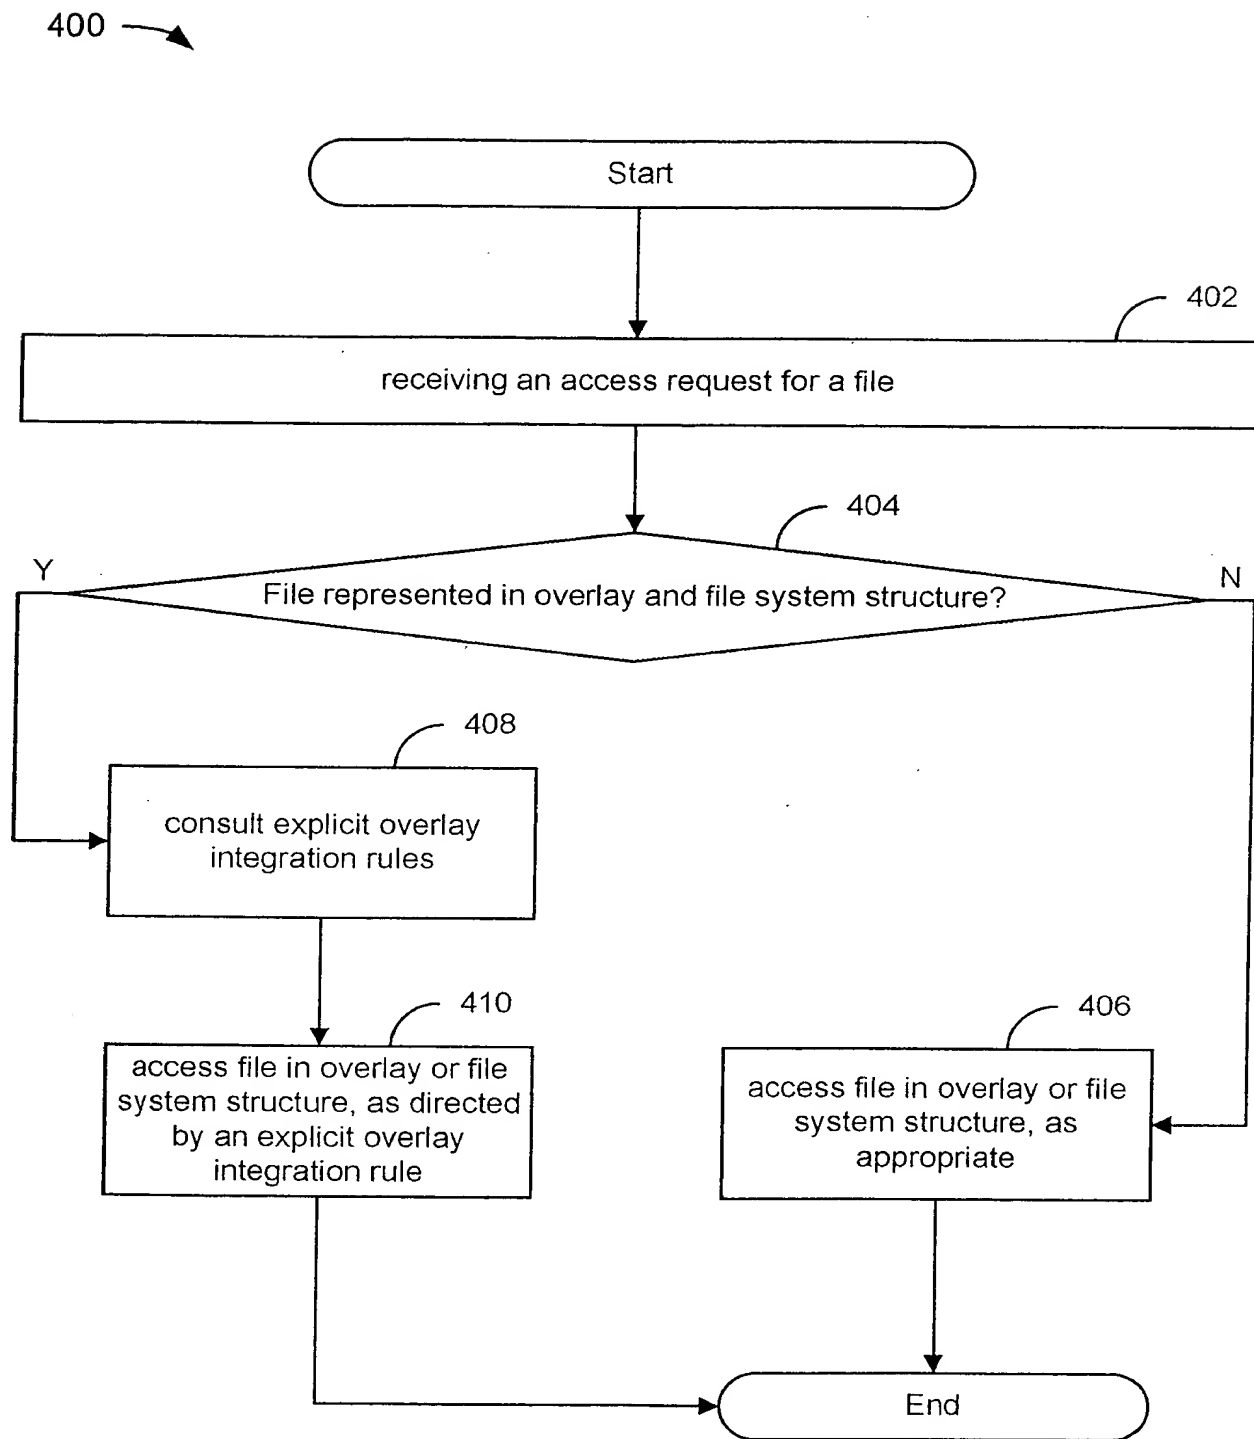 400
Start
402
receiving an access request for a file
404
Y
N
File represented in overlay and file system structure?
408
consult explicit overlay
integration rules
410
access file in overlay or file
system structure, as directed
by an explicit overlay
integration rule
406
access file in overlay or file
system structure, as
appropriate
End